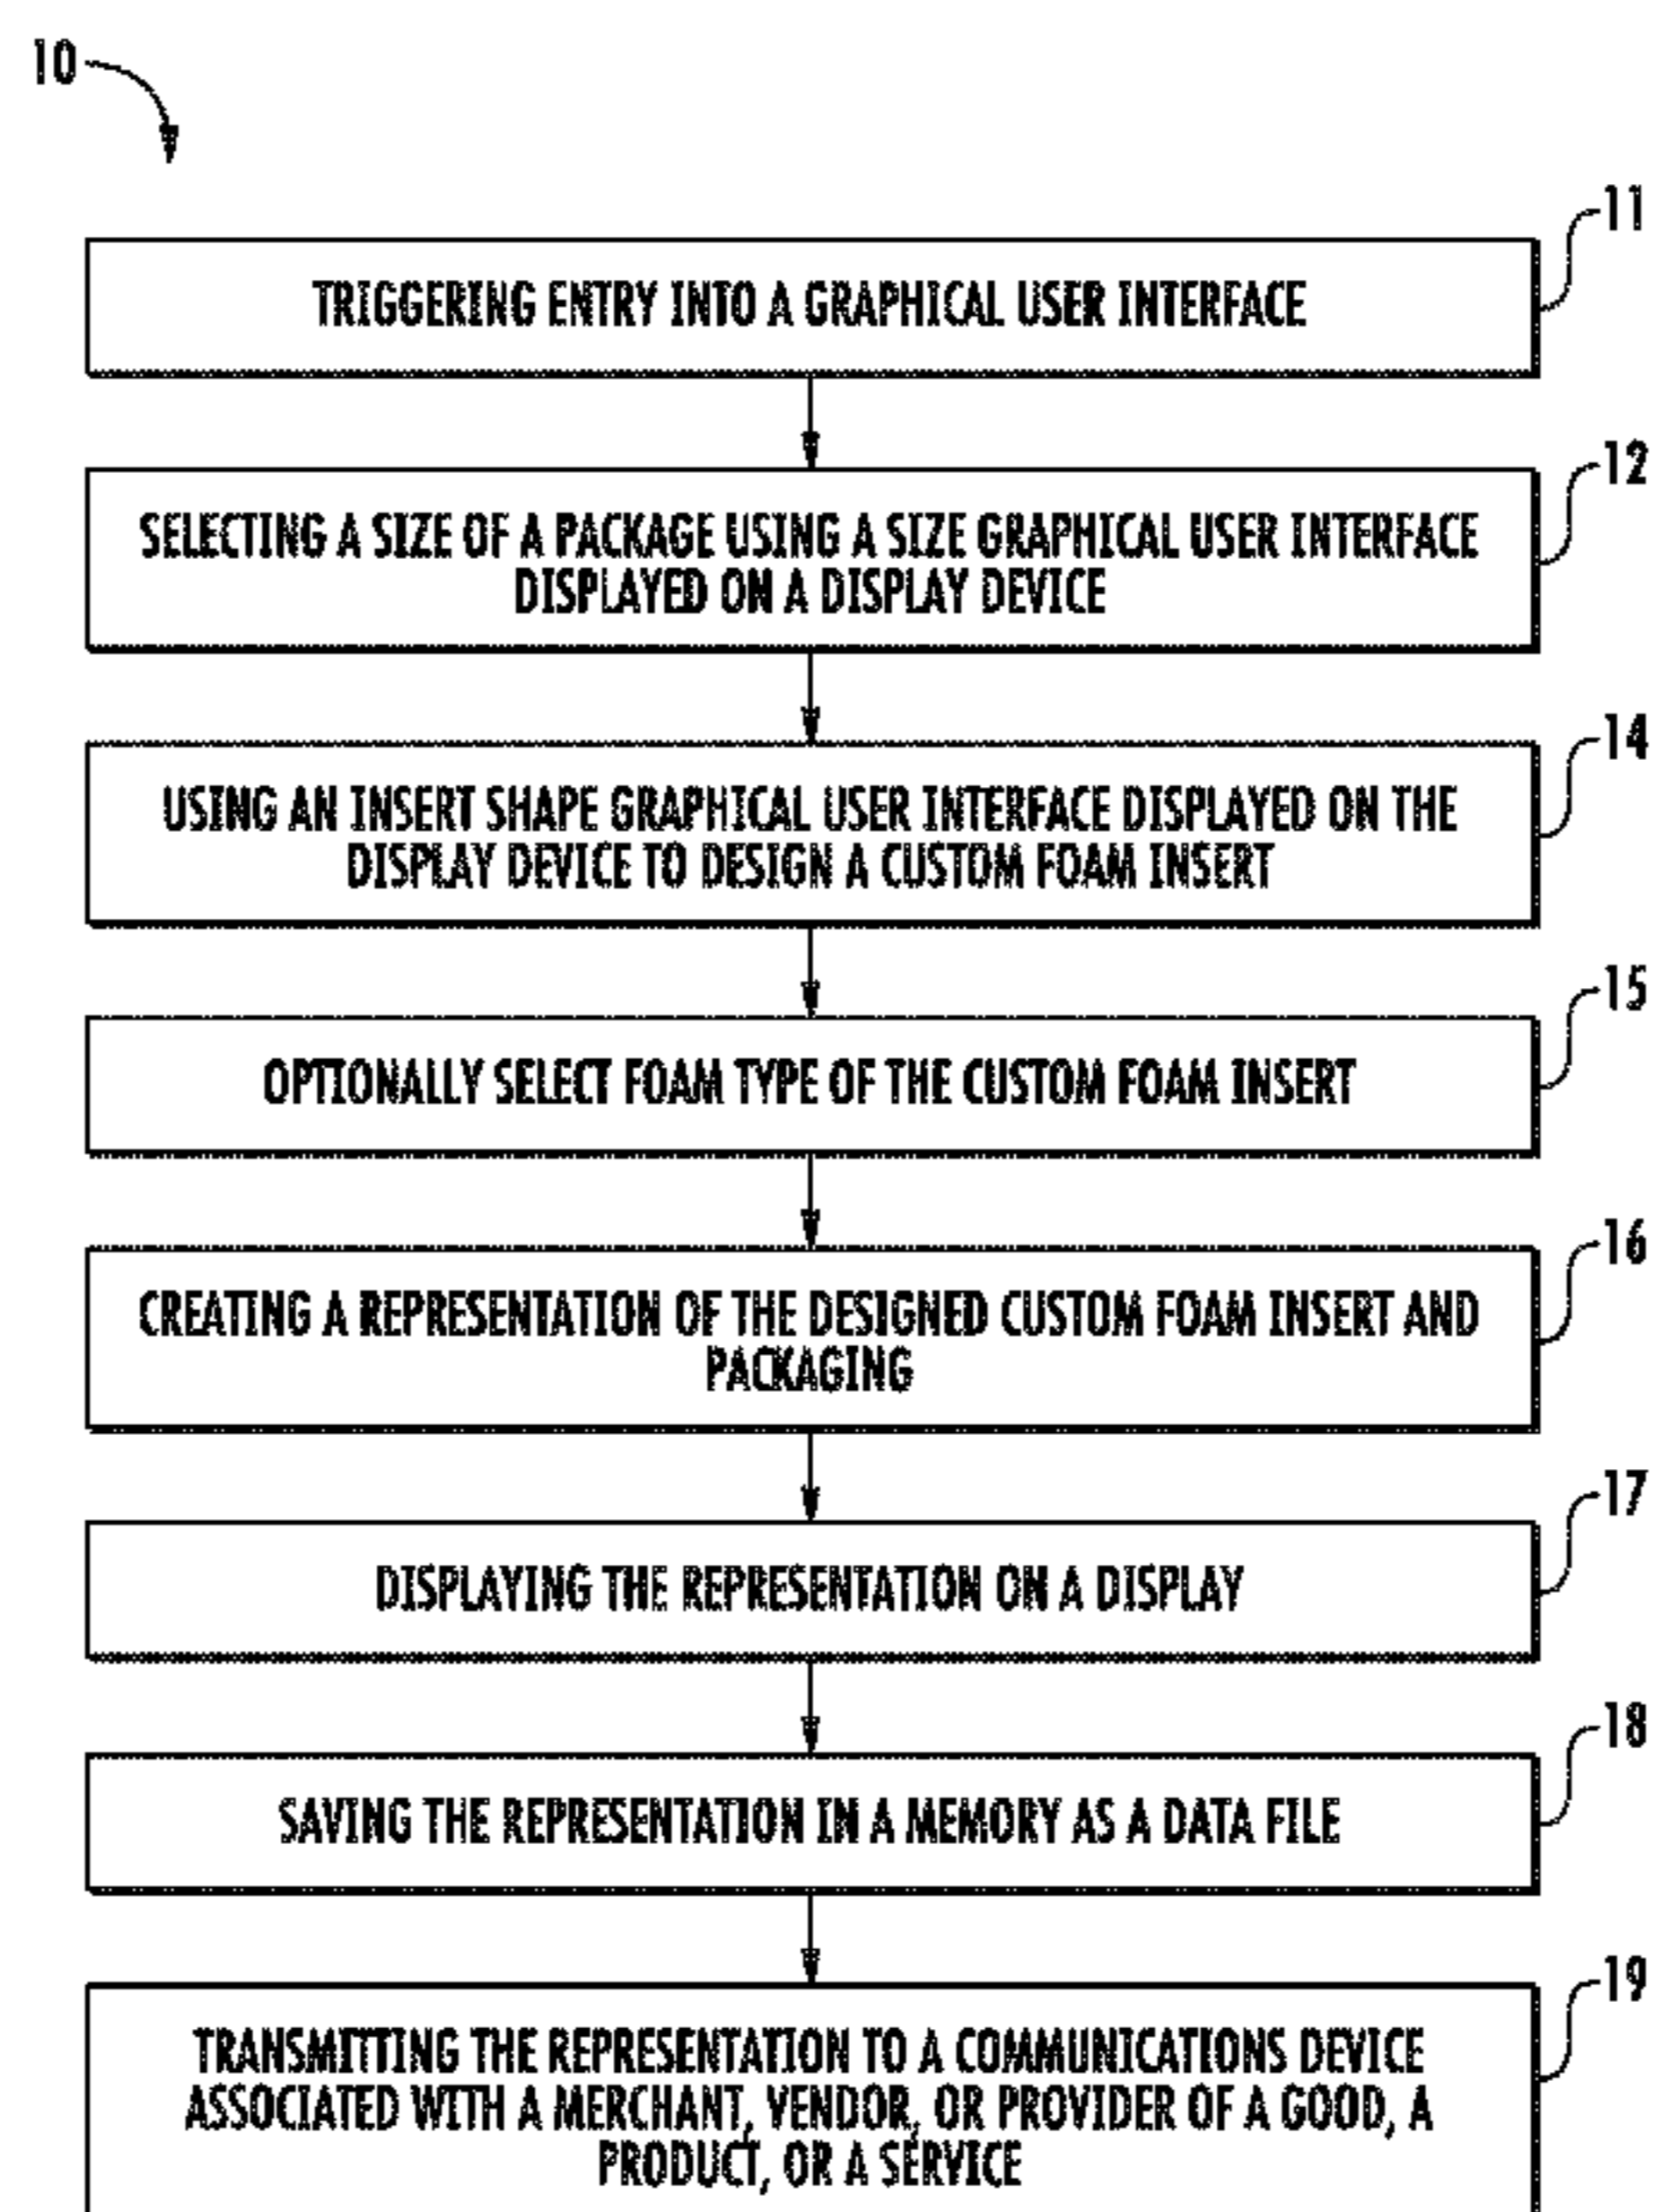 10
11
TRIGGERING ENTRY INTO A GRAPHICAL USER INTERFACE
12
SELECTING A SIZE OF A PACKAGE USING A SIZE GRAPHICAL USER INTERFACE
DISPLAYED ON A DISPLAY DEVICE
14
USING AN INSERT SHAPE GRAPHICAL USER INTERFACE DISPLAYED ON THE
DISPLAY DEVICE TO DESIGN A CUSTOM FOAM INSERT
15
OPTIONALLY SELECT FOAM TYPE OF THE CUSTOM FOAM INSERT
16
CREATING A REPRESENTATION OF THE DESIGNED CUSTOM FOAM INSERT AND
PACKAGING
17
DISPLAYING THE REPRESENTATION ON A DISPLAY
18
SAVING THE REPRESENTATION IN A MEMORY AS A DATA FILE
19
TRANSMITTING THE REPRESENTATION TO A COMMUNICATIONS DEVICE
ASSOCIATED WITH A MERCHANT, VENDOR, OR PROVIDER OF A GOOD, A
PRODUCT, OR A SERVICE